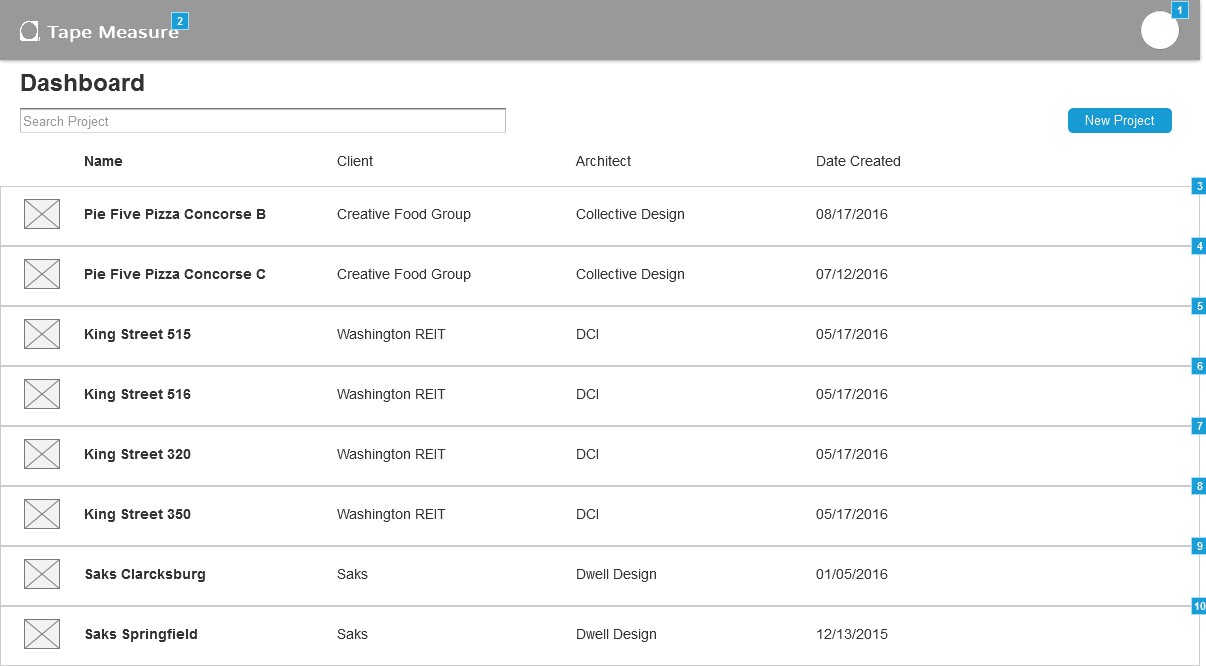 1
2
Tape Measure
Dashboard
Search Project
New Project
Name Client Architect Date Created
3
Pie Five Pizza Concorse B Creative Food Group Collective Design 08/17/2016
4
Pie Five Pizza Concorse C Creative Food Group Collective Design 07/12/2016
5
King Street 515 Washington REIT DCI 05/17/2016
6
King Street 516 Washington REIT DCI 05/17/2016
7
King Street 320 Washington REIT DCI 05/17/2016
8
King Street 350 Washington REIT DCI 05/17/2016
9
Saks Clarcksburg Saks Dwell Design 01/05/2016
10
Saks Springfield Saks Dwell Design 12/13/2015